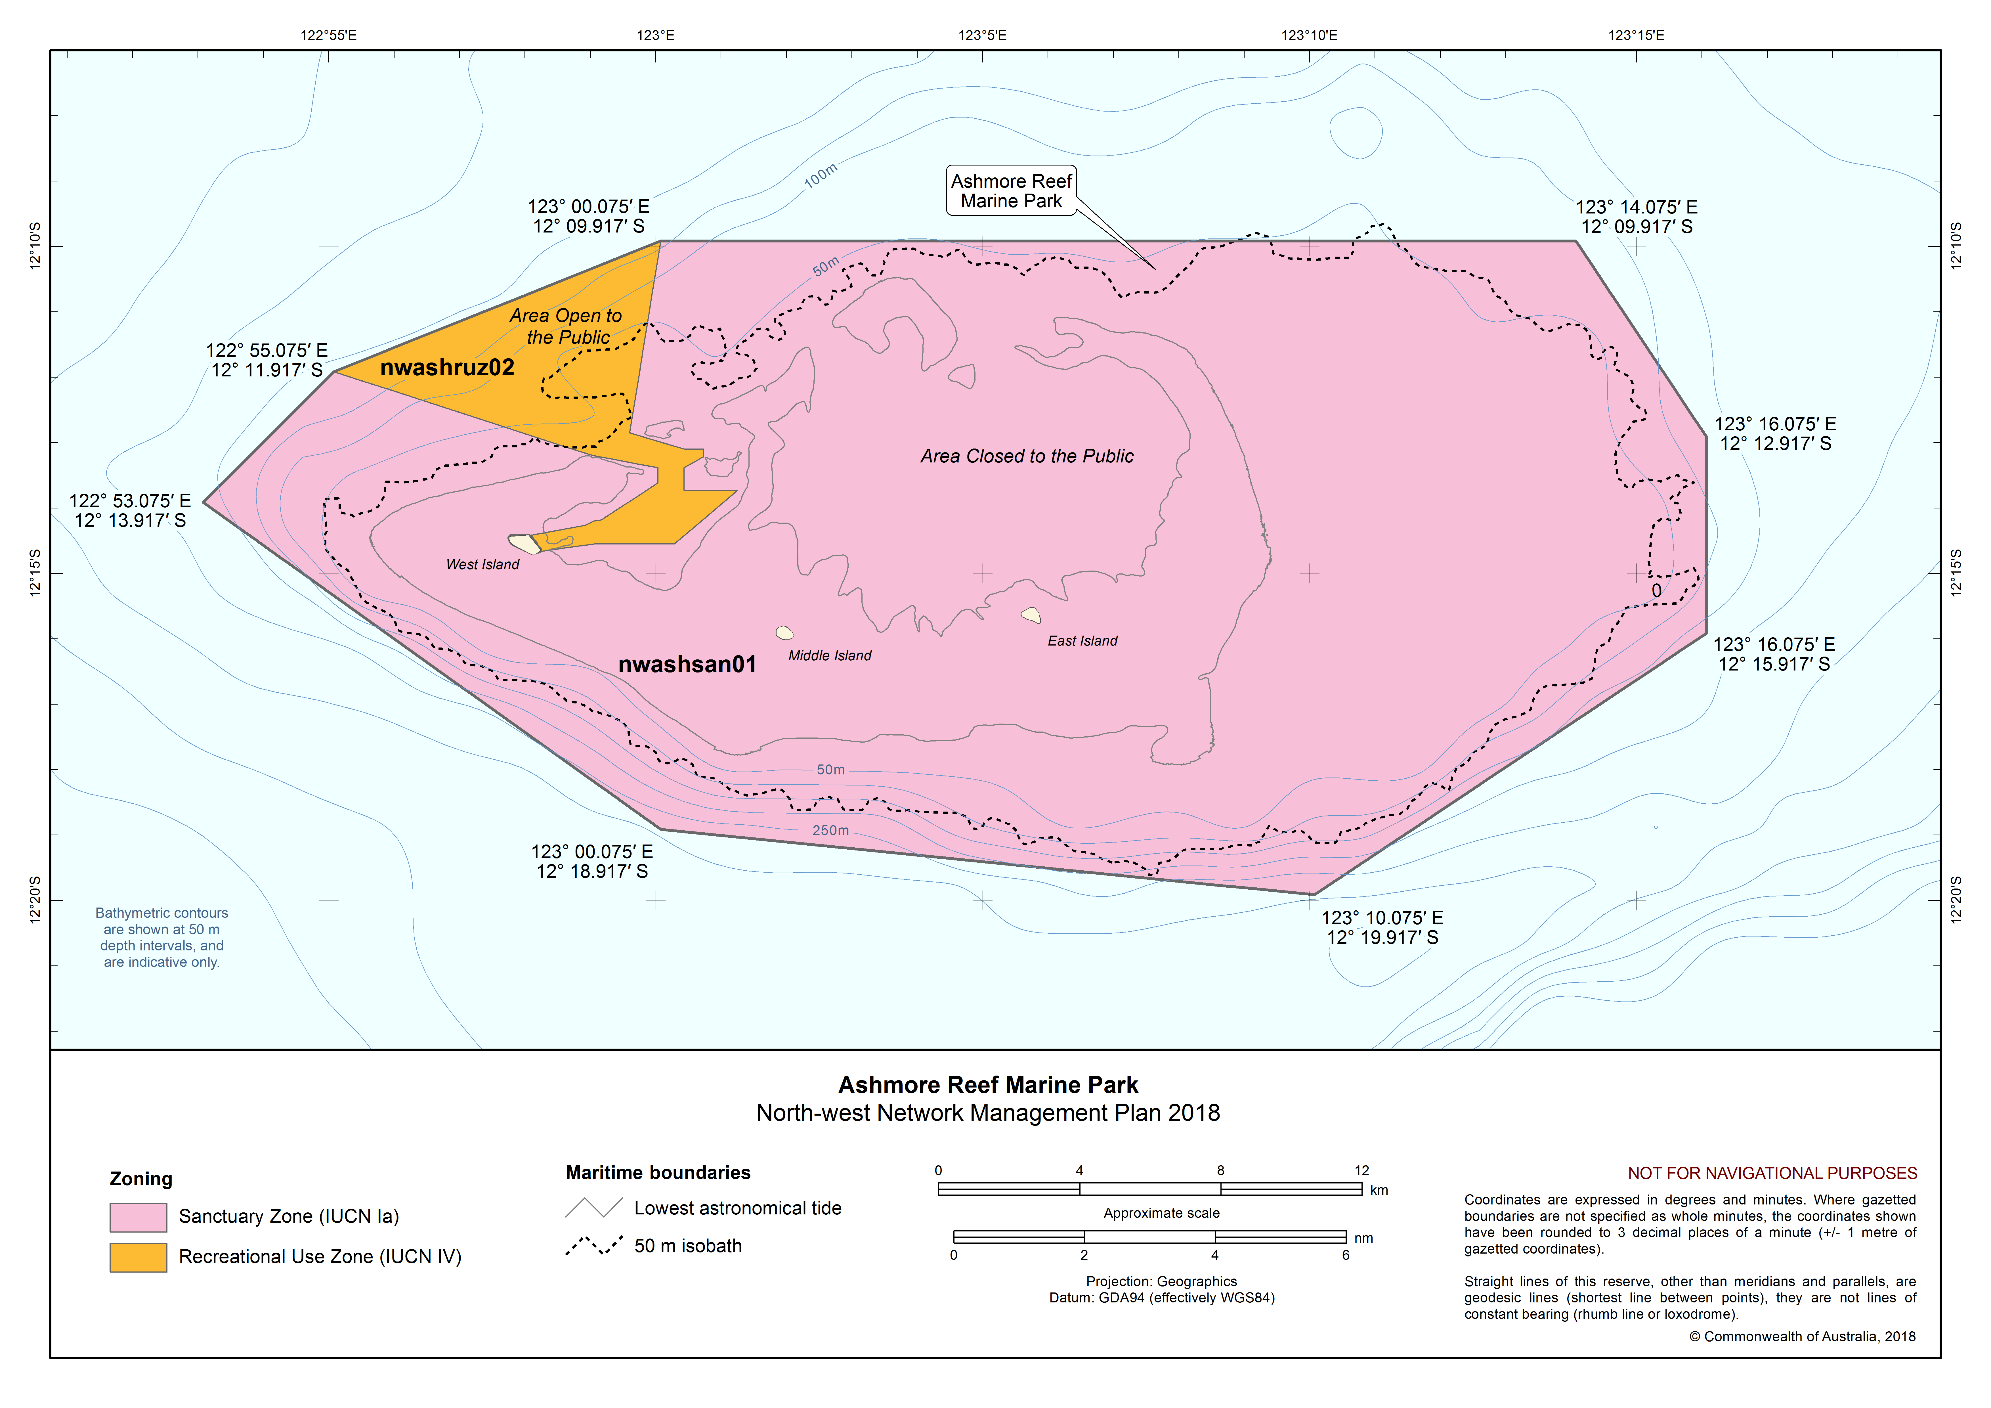 122°55'E
123°E
123°5'E
123°10'E
123°15'E
100m
Ashmore Reef
Marine Park
123° 00.075′ E
12° 09.917′ S
123° 14.075′ E
12° 09.917′ S
12°10'S
12°10'S
50m
Area Open to
the Public
nwashruz02
122° 55.075′ E
12° 11.917′ S
123° 16.075′ E
12° 12.917′ S
Area Closed to the Public
122° 53.075′ E
12° 13.917′ S
West Island
12°15'S
12°15'S
0
East Island
Middle Island
nwashsan01
123° 16.075′ E
12° 15.917′ S
50m
250m
123° 00.075′ E
12° 18.917′ S
12°20'S
12°20'S
123° 10.075′ E
12° 19.917′ S
Bathymetric contours
are shown at 50 m
depth intervals, and
are indicative only.
Ashmore Reef Marine Park
North-west Network Management Plan 2018
Zoning
Sanctuary Zone (IUCN Ia)
Recreational Use Zone (IUCN IV)
Maritime boundaries
Lowest astronomical tide
50 m isobath
0 4 8 12
km
Approximate scale
nm
0 2 4 6
Projection: Geographics
Datum: GDA94 (effectively WGS84)
NOT FOR NAVIGATIONAL PURPOSES
Coordinates are expressed in degrees and minutes. Where gazetted
boundaries are not specified as whole minutes, the coordinates shown
have been rounded to 3 decimal places of a minute (+/- 1 metre of
gazetted coordinates).
Straight lines of this reserve, other than meridians and parallels, are
geodesic lines (shortest line between points), they are not lines of
constant bearing (rhumb line or loxodrome).
© Commonwealth of Australia, 2018